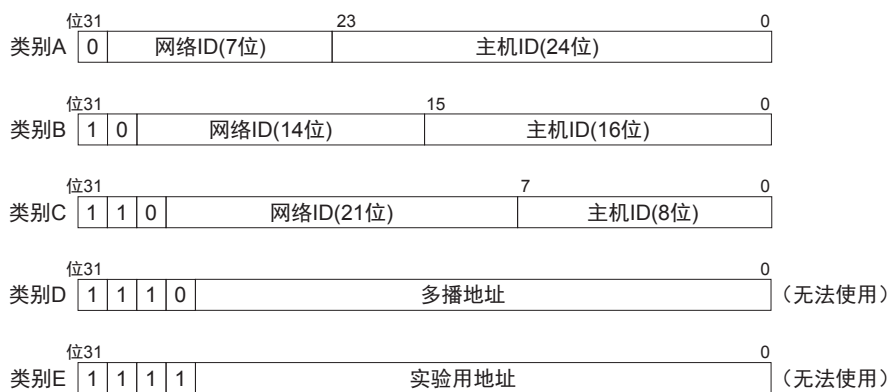 位31 23 0
类别A 0 网络ID(7位) 主机ID(24位)
位31 15 0
类别B 1 0 网络ID(14位) 主机ID(16位)
位31 7 0
类别C 1 1 0 网络ID(21位) 主机ID(8位)
位31 0
类别D 1 1 1 0 多播地址 （无法使用）
位31 0
类别E 1 1 1 1 实验用地址 （无法使用）